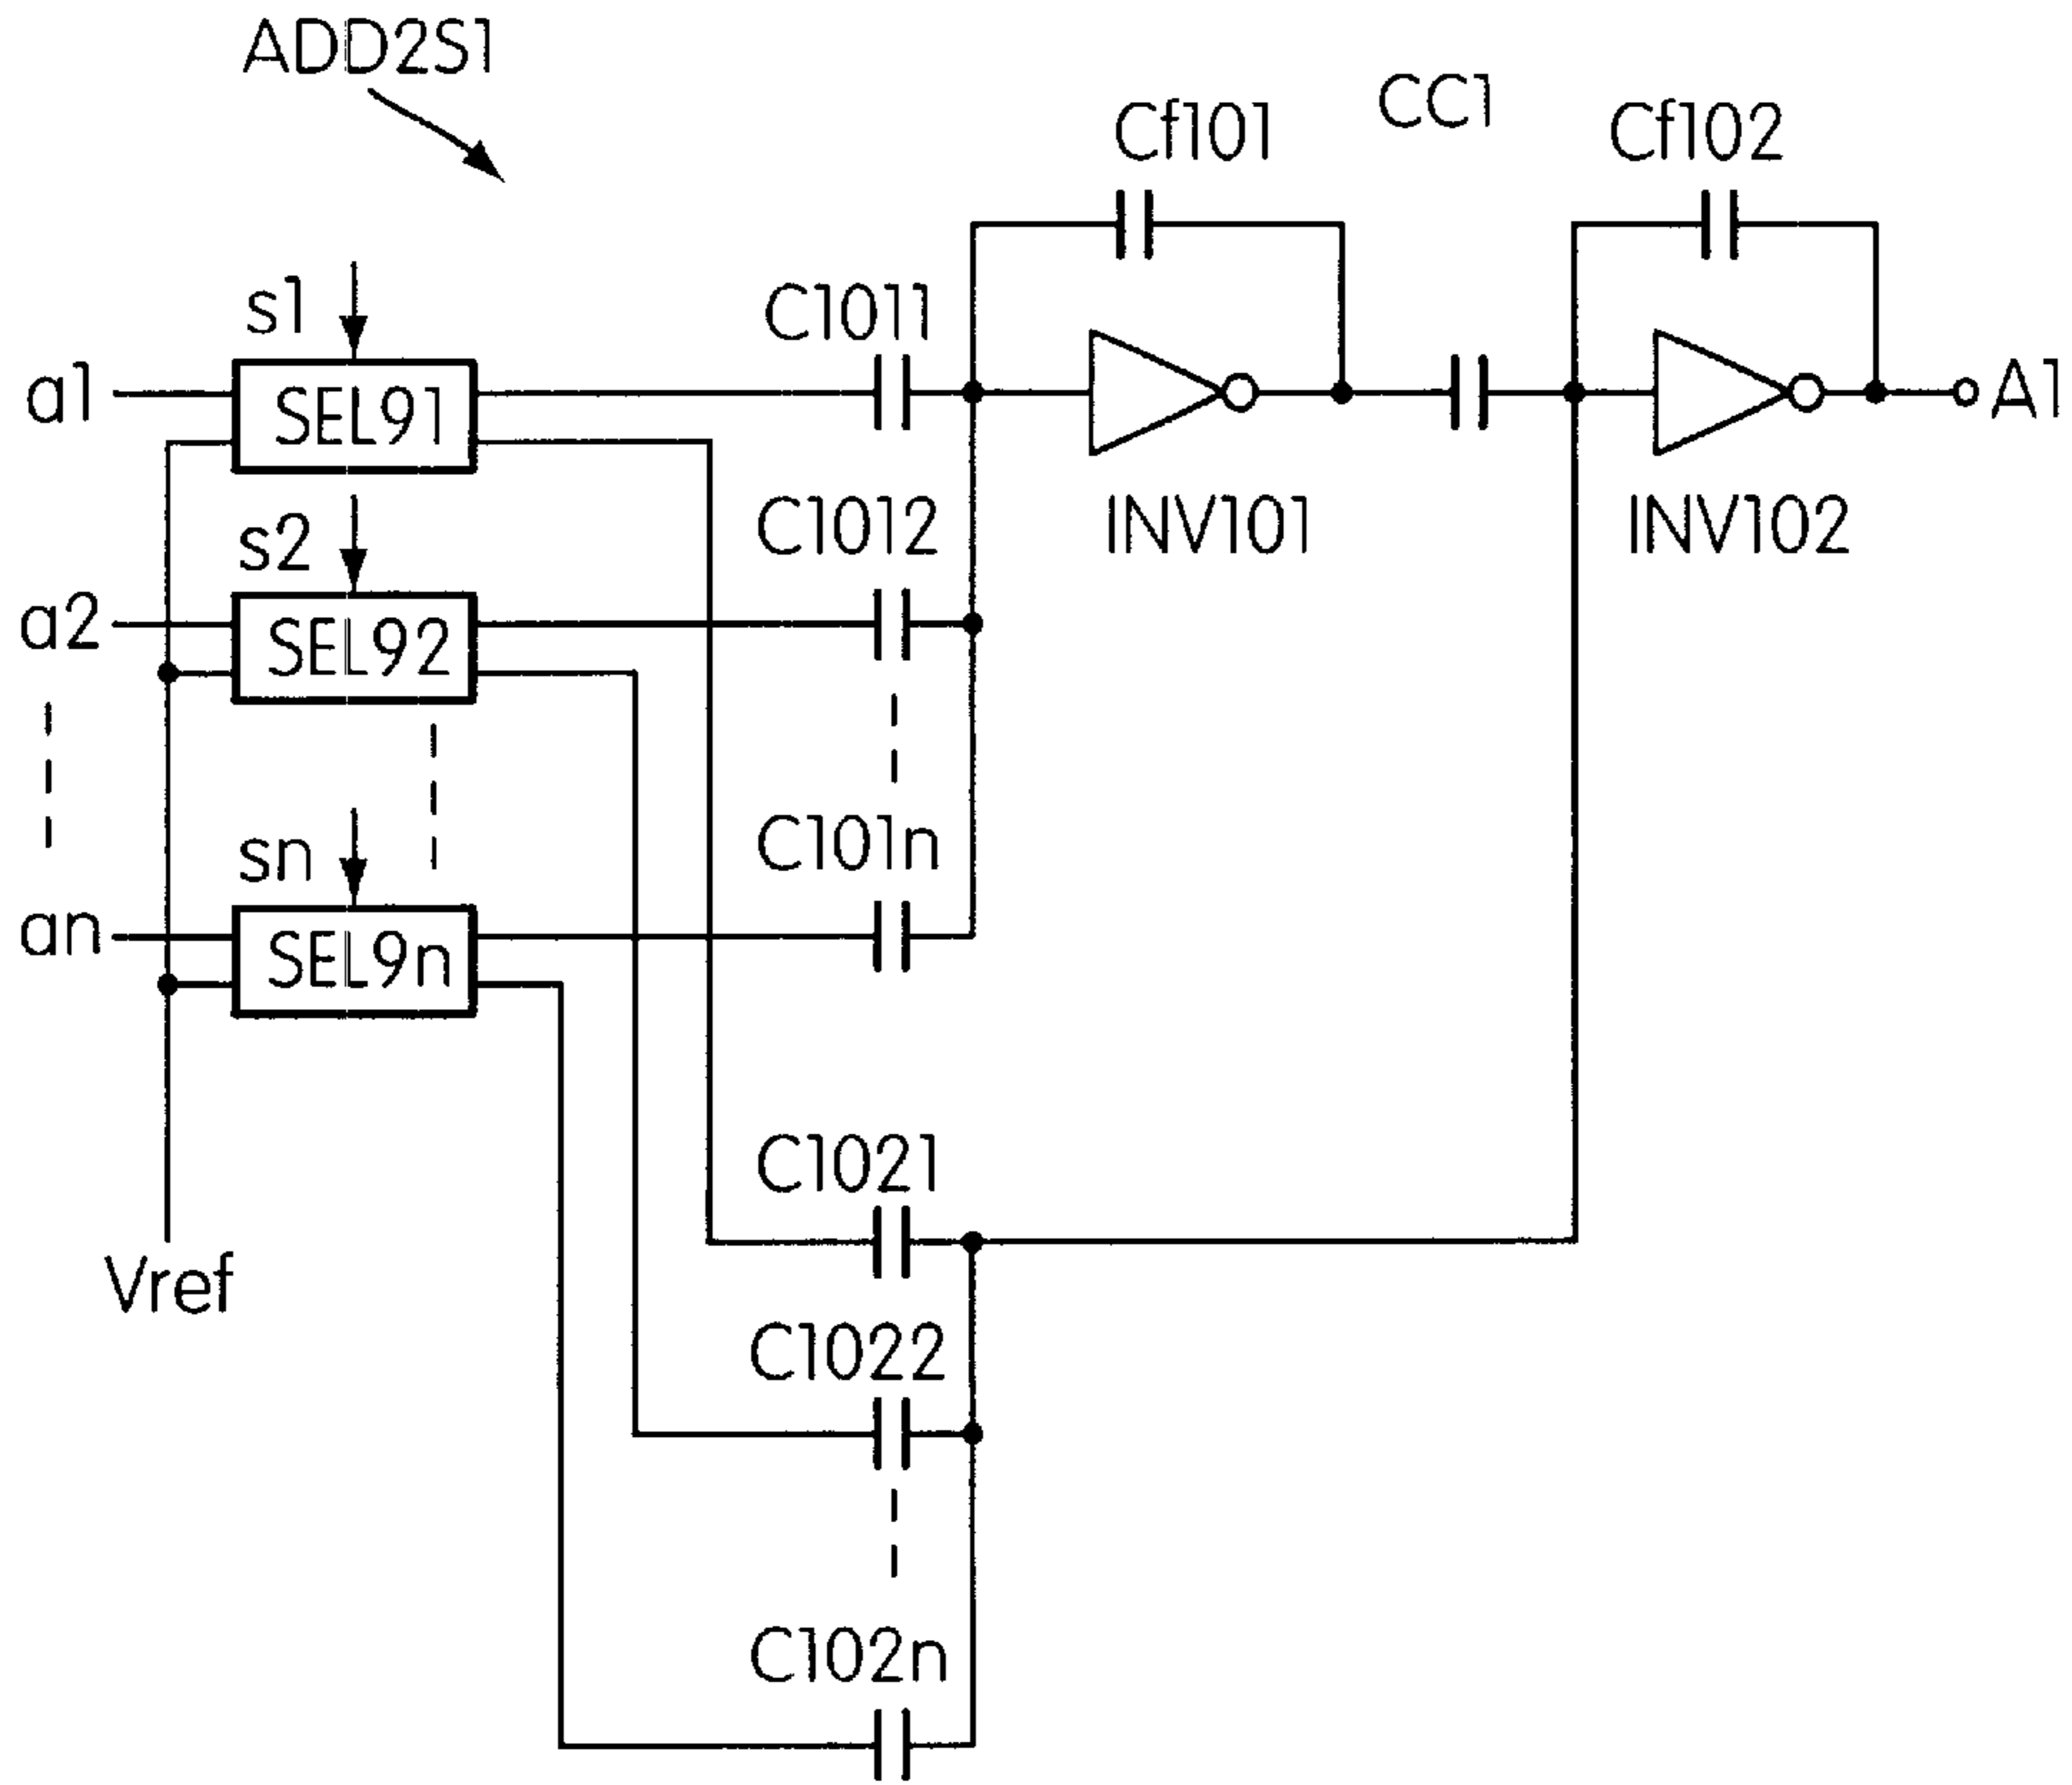 ADD2S1
CC1
Cf101
Cf102
s1
C1011
a1
SEL91
A1
s2
C1012
INV101
INV102
a2
SEL92
sn
C101n
an
SEL9n
C1021
Vref
C1022
C102n